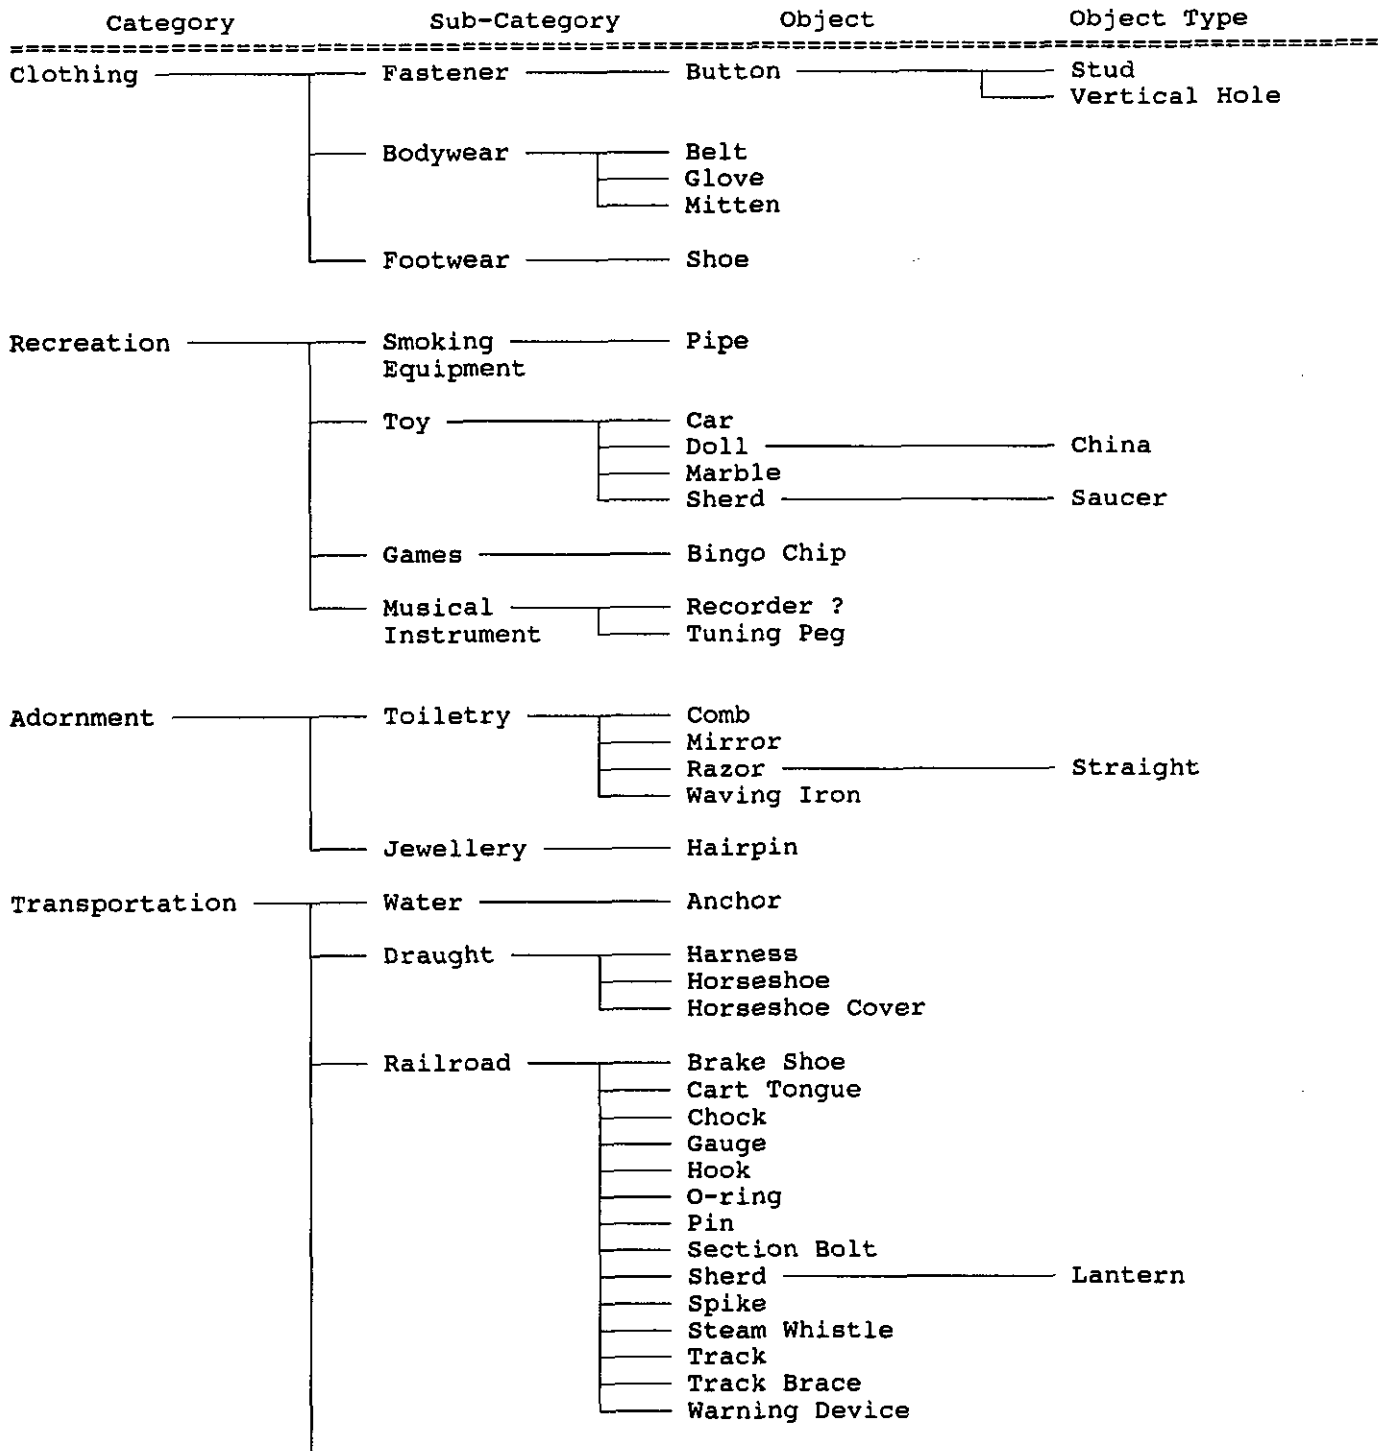 Category Sub-Category Object Object Type
Clothing Fastener Button Stud
Vertical Hole
Bodywear Belt
Glove
Mitten
Footwear Shoe
Recreation Smoking Pipe
Equipment
Toy Car
Doll China
Marble
Sherd Saucer
Games Bingo Chip
Musical Recorder ?
Instrument Tuning Peg
Adornment Toiletry Comb
Mirror
Razor Straight
Waving Iron
Jewellery Hairpin
Transportation Water Anchor
Draught Harness
Horseshoe
Horseshoe Cover
Railroad Brake Shoe
Cart Tongue
Chock
Gauge
Hook
O-ring
Pin
Section Bolt
Sherd Lantern
Spike
Steam Whistle
Track
Track Brace
Warning Device